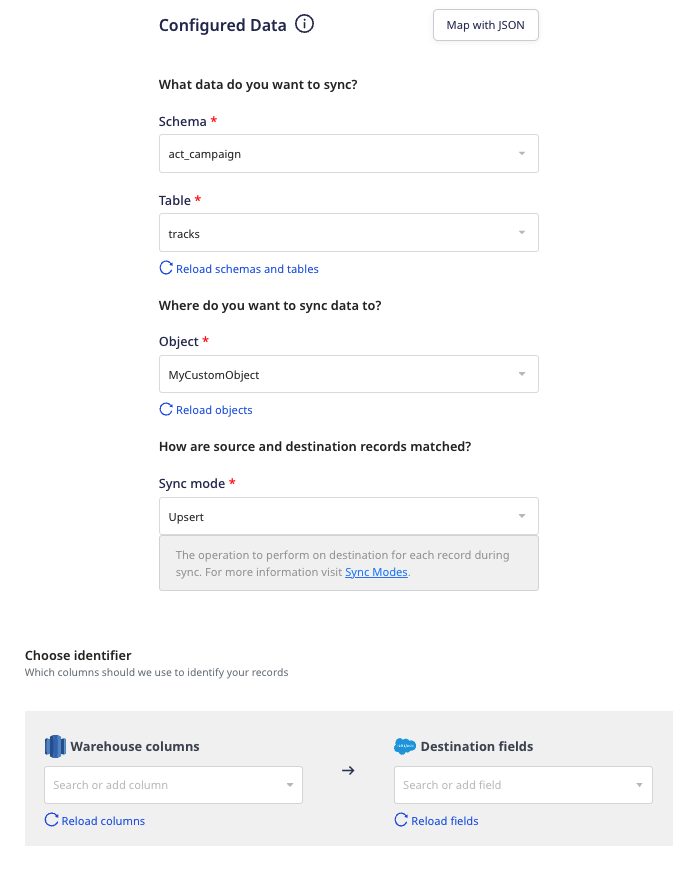 Configured Data
Map with JSON
What data do you want to sync?
Schema *
act_campaign
Table *
tracks
Reload schemas and tables
Where do you want to sync data to?
Object *
MyCustomObject
Reload objects
How are source and destination records matched?
Sync mode *
Upsert
The operation to perform on destination for each record during
sync. For more information visit Sync Modes.
Choose identifier
Which columns should we use to identify your records
Warehouse columns
Destination fields
Search or add column
Search or add field
Reload columns
Reload fields